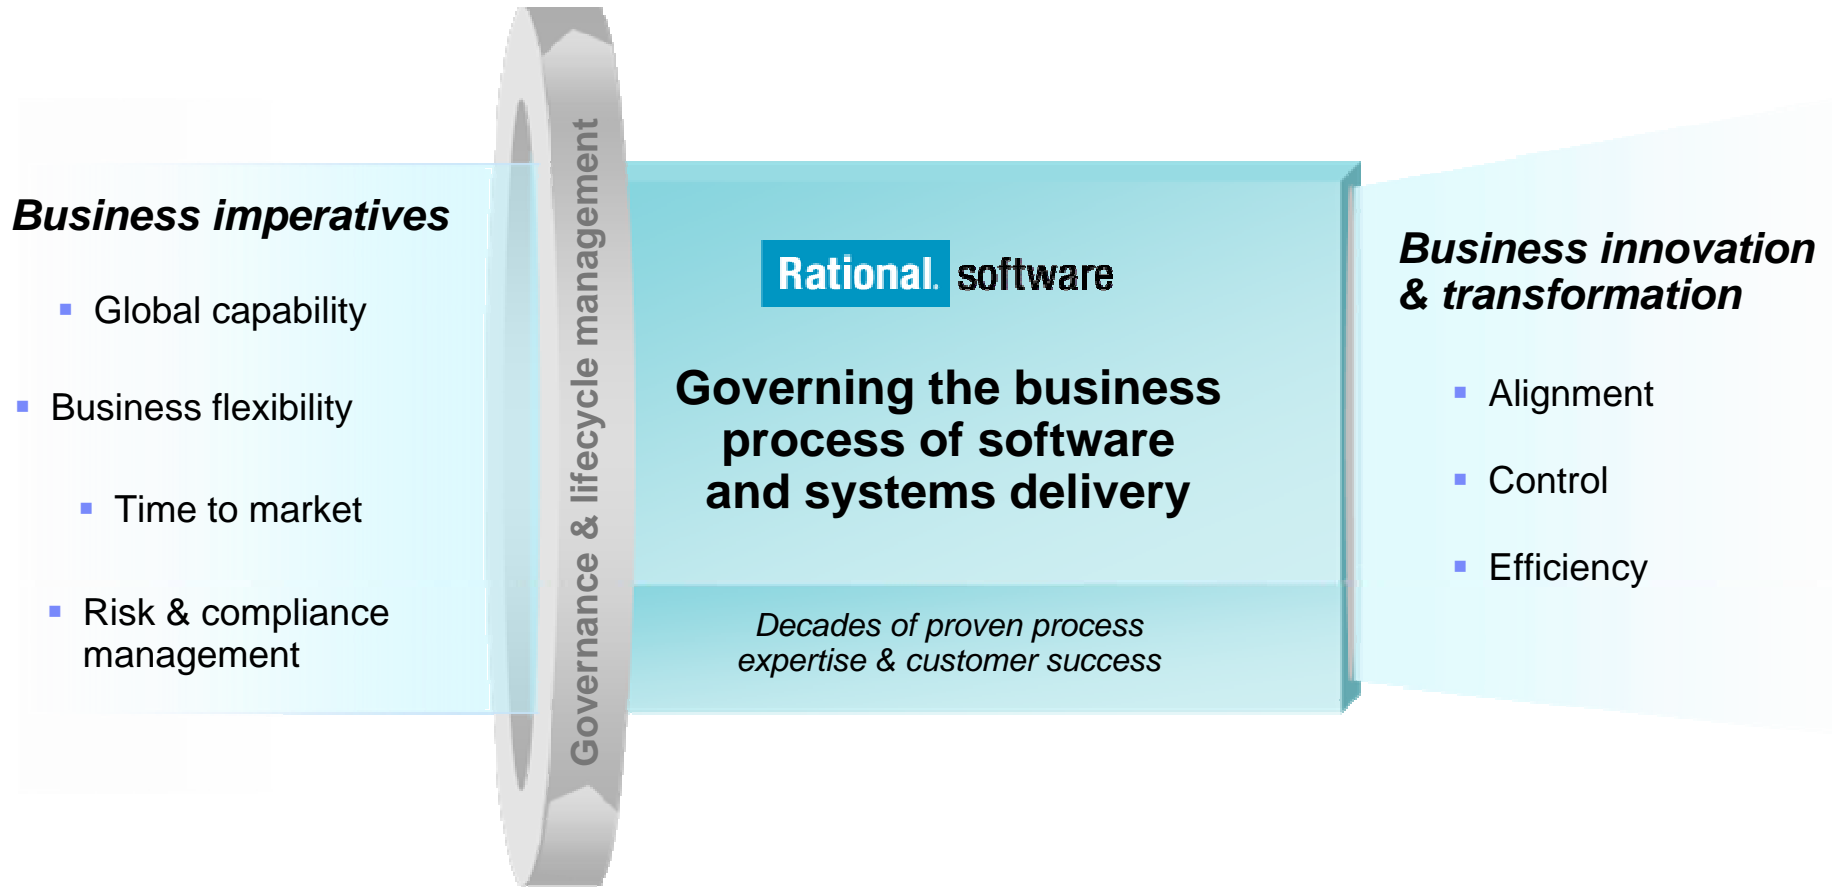 Business imperatives
Global capability
Business flexibility
Time to market
Risk & compliance
management
Governance & lifecycle management
Rational. software
Governing the business
process of software
and systems delivery
Decades of proven process
expertise & customer success
Business innovation
& transformation
Alignment
Control
Efficiency